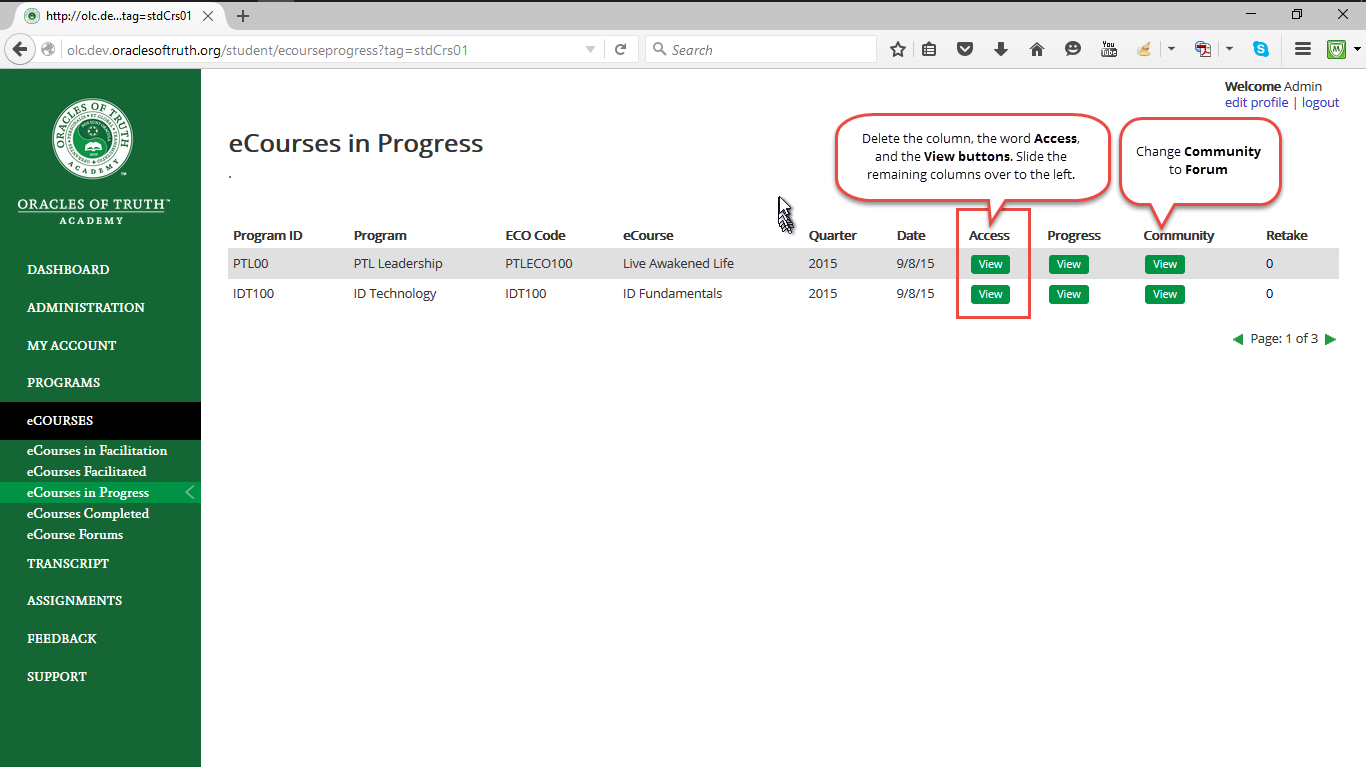 http://olc.de...tag=stdCrs01
olc.dev.oraclesoftruth.org/student/ecourseprogress?tag=stdCrs01
Search
You
Tube
Welcome Admin
edit profile | logout
ORACLES OF TRUTH
ACADEMY
ORACLES OF TRUTH™
ACADEMY
DASHBOARD
ADMINISTRATION
MY ACCOUNT
PROGRAMS
eCOURSES
eCourses in Facilitation
eCourses Facilitated
eCourses in Progress
eCourses Completed
eCourse Forums
TRANSCRIPT
ASSIGNMENTS
FEEDBACK
SUPPORT
eCourses in Progress
.
Delete the column, the word Access,
and the View buttons. Slide the
remaining columns over to the left.
Change Community
to Forum
Program ID Program ECO Code eCourse Quarter Date Access Progress Community Retake
PTL00 PTL Leadership PTLECO100 Live Awakened Life 2015 9/8/15 View View View 0
IDT100 ID Technology IDT100 ID Fundamentals 2015 9/8/15 View View View 0
Page: 1 of 3